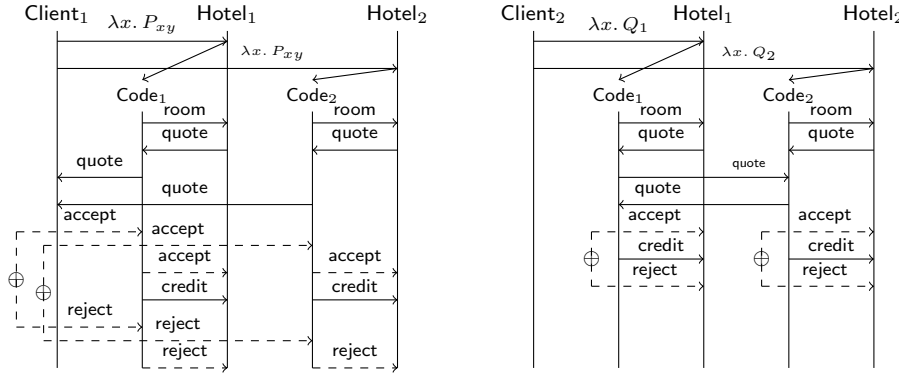 Client₁ Hotel₁ Hotel₂ Client₂ Hotel₁ Hotel₂
λx. P_xy λx. Q₁
λx. P_xy λx. Q₂
Code₁ Code₂ Code₁ Code₂
room room room room
quote quote quote quote
quote quote
quote quote
accept accept accept accept
accept accept credit credit
credit credit reject reject
reject reject
reject reject